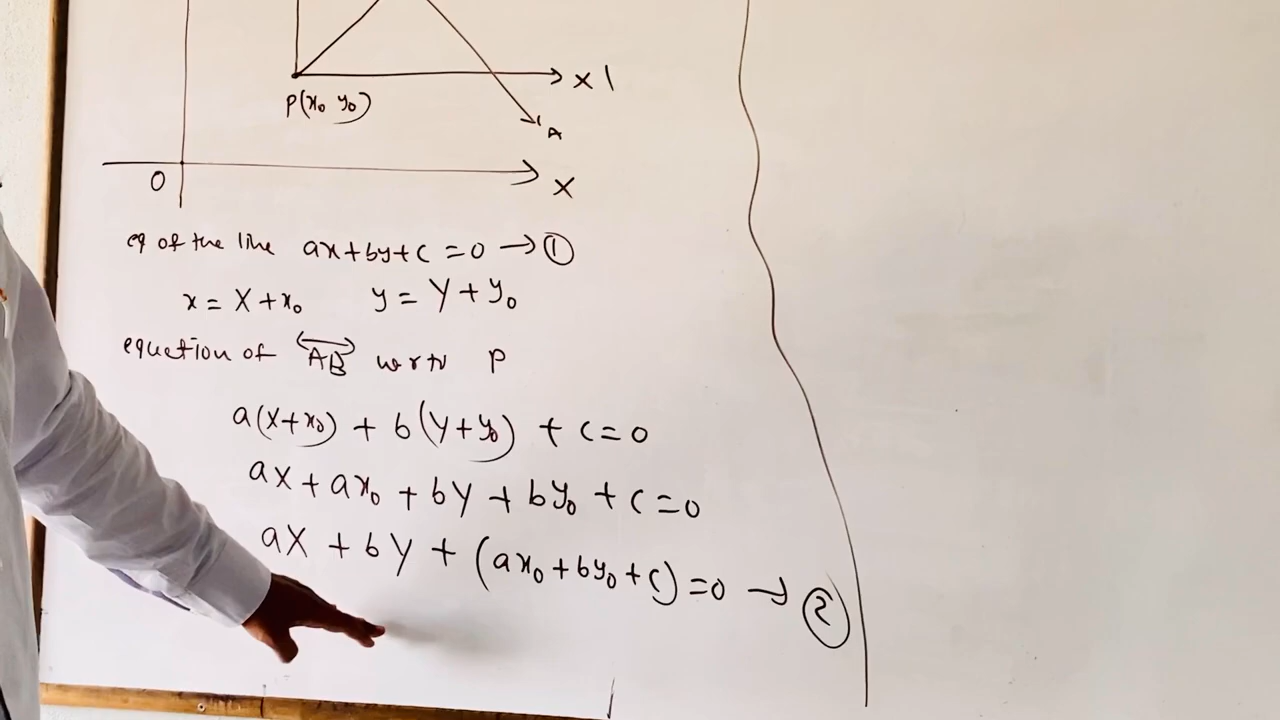 X1
P(x₀ y₀)
A
O
X
eq of the line ax+by+c=0 → ①
x = X+x₀ y = Y+y₀
equation of AB w r to P
a(X+x₀) + b(Y+y₀) + c=0
aX+ax₀ + bY + by₀ + c=0
aX + bY + (ax₀+by₀+c)=0 → ②